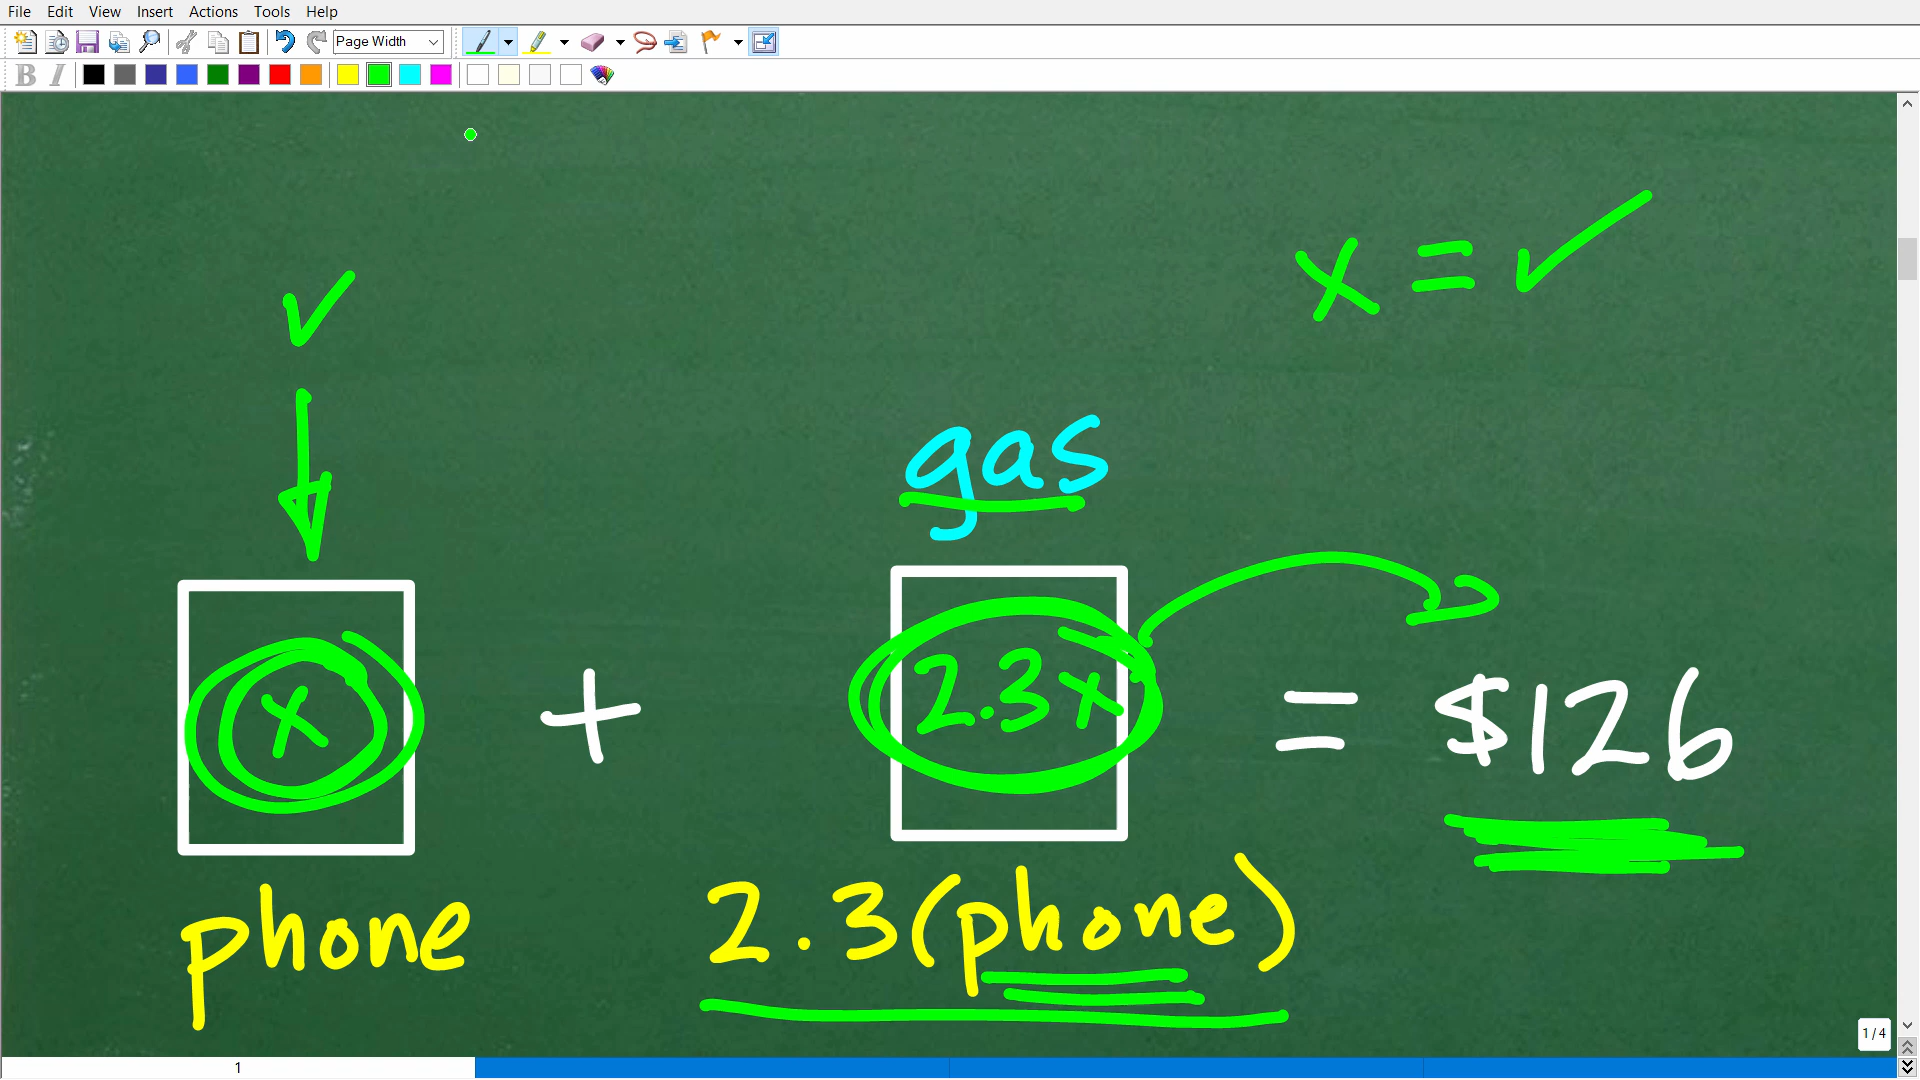 File Edit View Insert Actions Tools Help
Page Width
B I
x = ✓
✓
gas
x + 2.3x = $126
phone 2.3(phone)
1 / 4
1